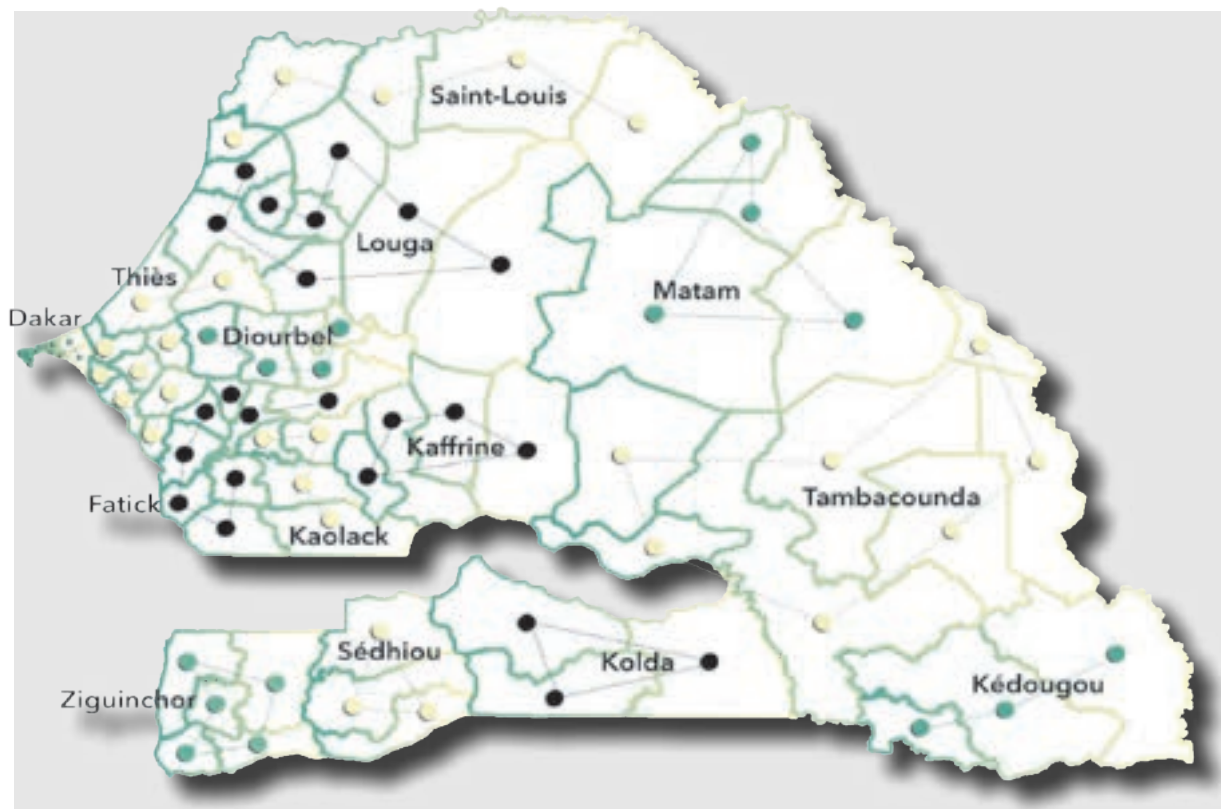 Saint-Louis
Louga
Thiès
Matam
Dakar
Diourbel
Kaffrine
Tambacounda
Fatick
Kaolack
Sédhiou
Kolda
Kédougou
Ziguinchor